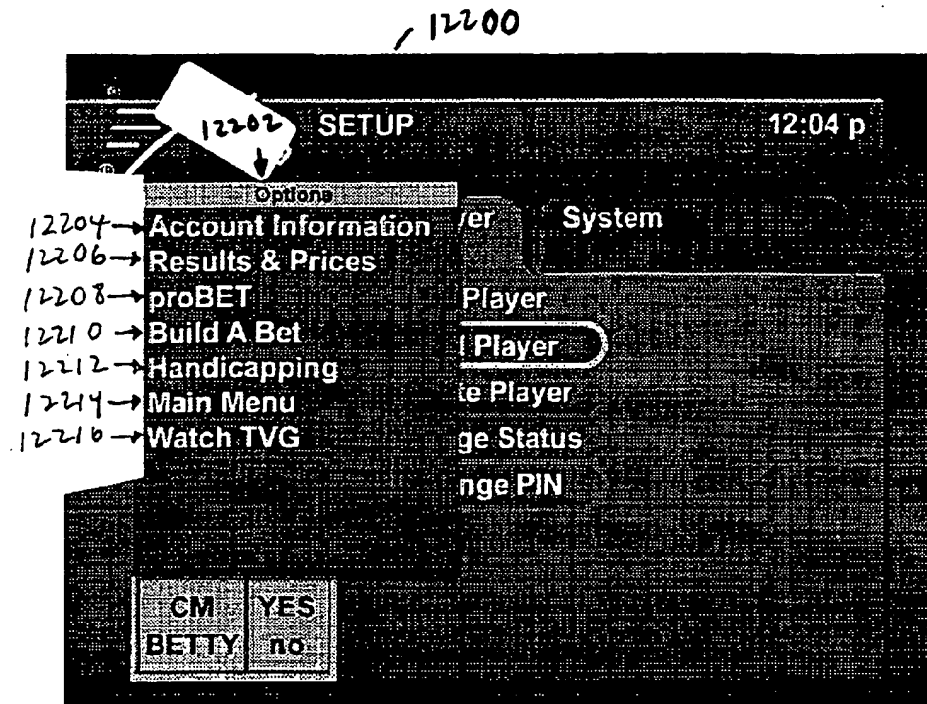 12200
12202 SETUP 12:04 p
Options
12204 Account Information
12206 Results & Prices
12208 proBET
12210 Build A Bet
12212 Handicapping
12214 Main Menu
12216 Watch TVG
yer System
Player
l Player
te Player
ge Status
nge PIN
CM YES
BETTY no